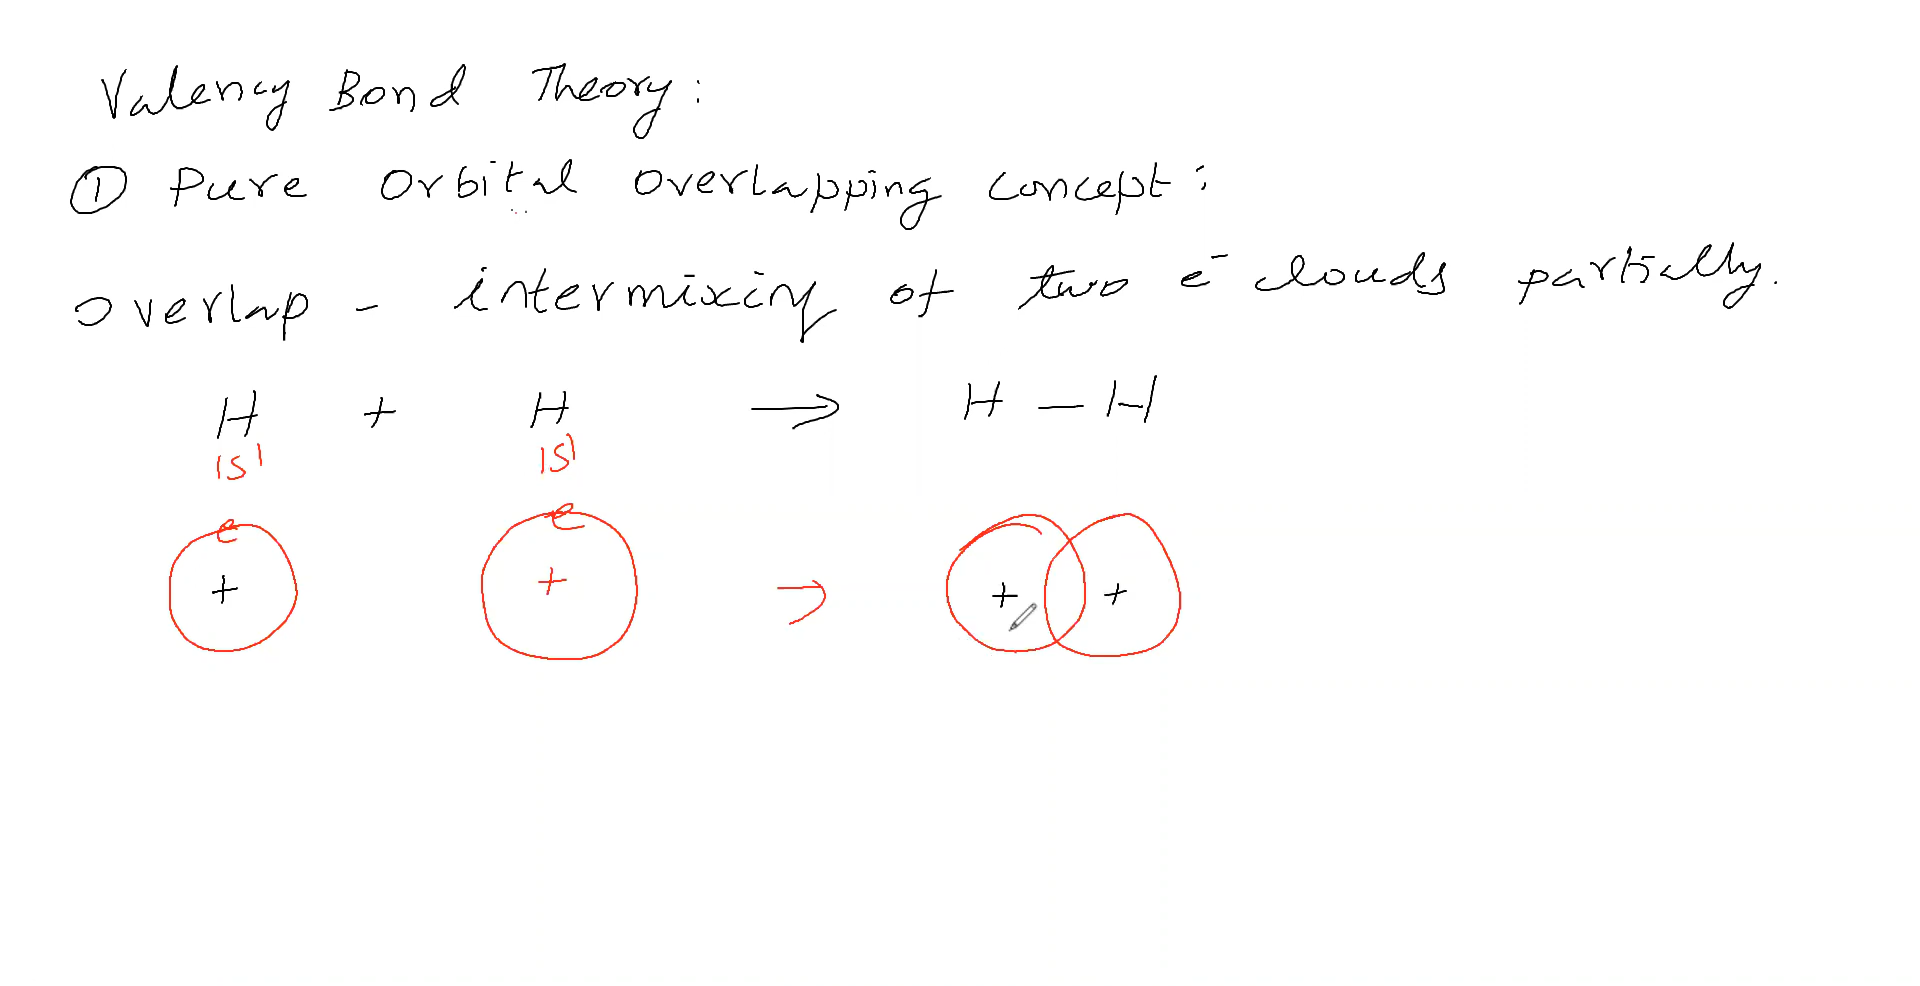 Valency Bond Theory:
① Pure Orbital Overlapping concept:
Overlap - intermixing of two e⁻ clouds partially.
H + H → H - H
1s¹ 1s¹
e e
+ + → + +